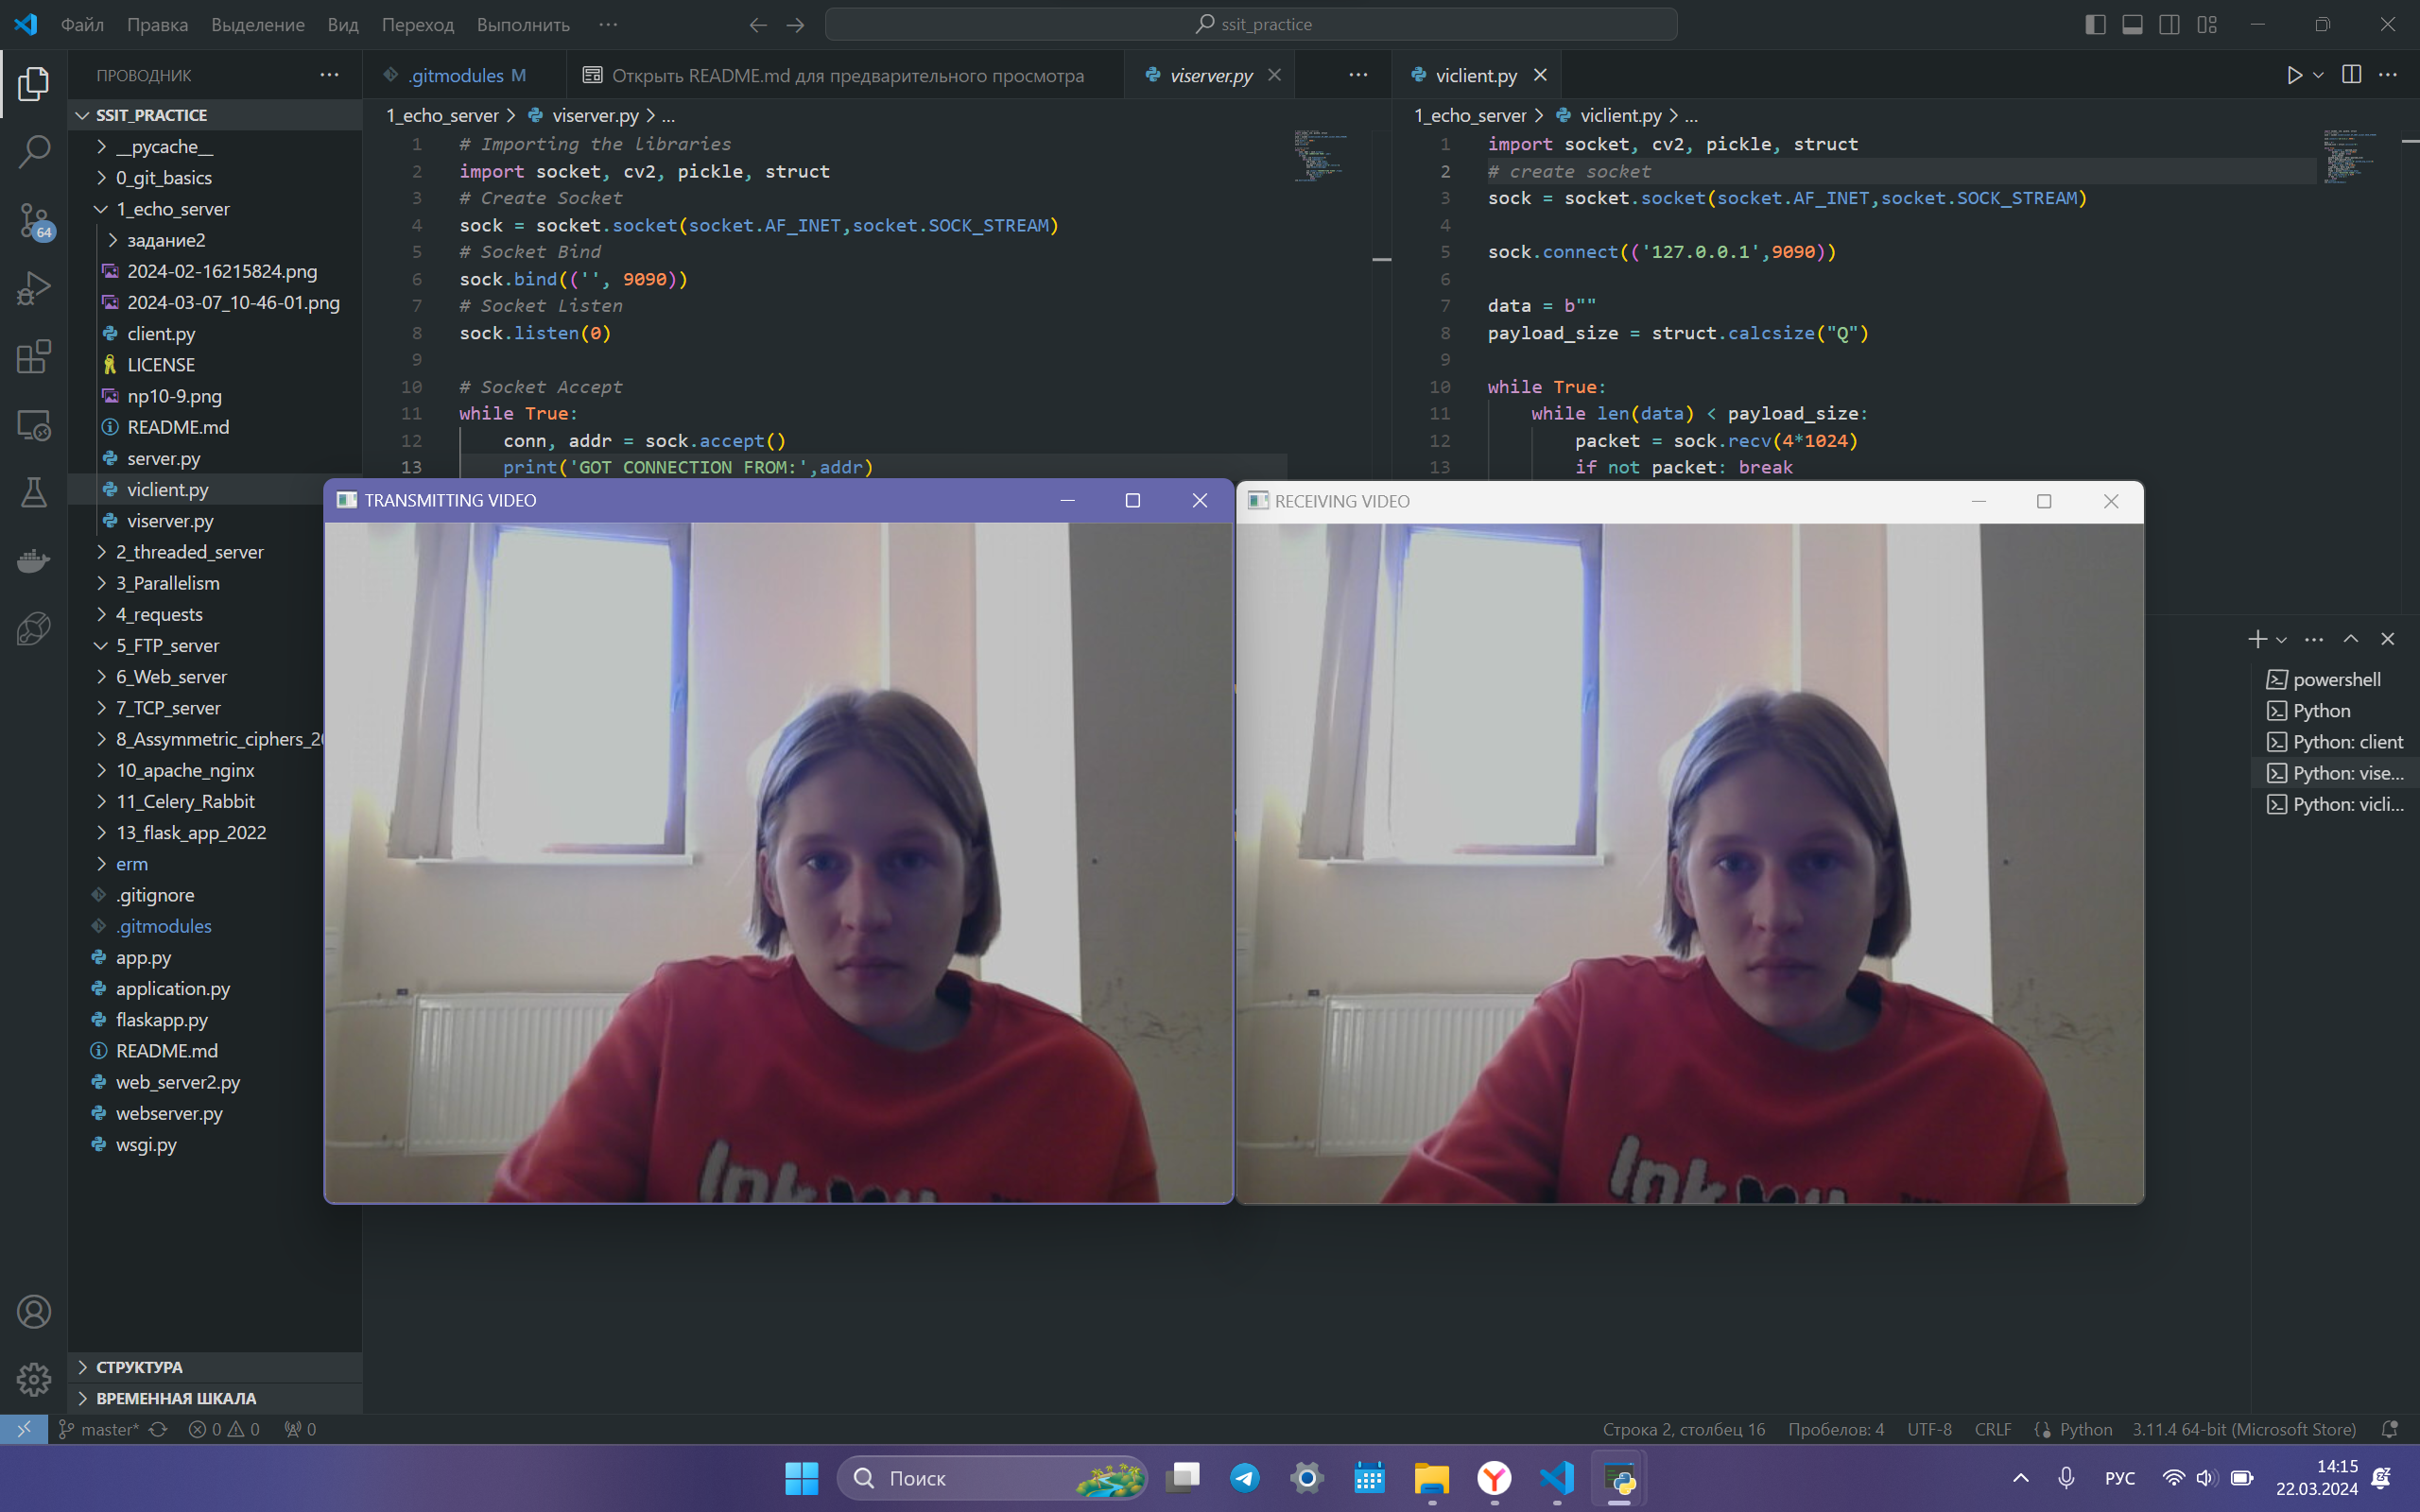 Файл Правка Выделение Вид Переход Выполнить ···
ssit_practice
ПРОВОДНИК ···
SSIT_PRACTICE
__pycache__
0_git_basics
1_echo_server
задание2
2024-02-16215824.png
2024-03-07_10-46-01.png
client.py
LICENSE
np10-9.png
README.md
server.py
viclient.py
viserver.py
2_threaded_server
3_Parallelism
4_requests
5_FTP_server
6_Web_server
7_TCP_server
8_Assymmetric_ciphers_20
10_apache_nginx
11_Celery_Rabbit
13_flask_app_2022
erm
.gitignore
.gitmodules
app.py
application.py
flaskapp.py
README.md
web_server2.py
webserver.py
wsgi.py
СТРУКТУРА
ВРЕМЕННАЯ ШКАЛА
64
.gitmodules M
Открыть README.md для предварительного просмотра
viserver.py
1_echo_server > viserver.py > ...
1 # Importing the libraries
2 import socket, cv2, pickle, struct
3 # Create Socket
4 sock = socket.socket(socket.AF_INET,socket.SOCK_STREAM)
5 # Socket Bind
6 sock.bind(('', 9090))
7 # Socket Listen
8 sock.listen(0)
9
10 # Socket Accept
11 while True:
12 conn, addr = sock.accept()
13 print('GOT CONNECTION FROM:',addr)
viclient.py
1_echo_server > viclient.py > ...
1 import socket, cv2, pickle, struct
2 # create socket
3 sock = socket.socket(socket.AF_INET,socket.SOCK_STREAM)
4
5 sock.connect(('127.0.0.1',9090))
6
7 data = b""
8 payload_size = struct.calcsize("Q")
9
10 while True:
11 while len(data) < payload_size:
12 packet = sock.recv(4*1024)
13 if not packet: break
TRANSMITTING VIDEO
RECEIVING VIDEO
powershell
Python
Python: client
Python: vise...
Python: vicli...
master* 0 0 0
Строка 2, столбец 16 Пробелов: 4 UTF-8 CRLF Python 3.11.4 64-bit (Microsoft Store)
Поиск
РУС
14:15
22.03.2024